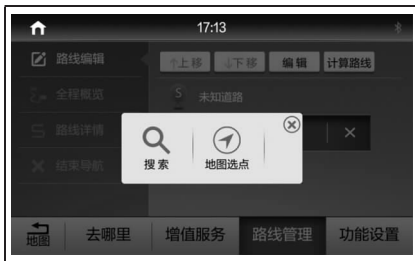 17:13
路线编辑
↑上移 ↓下移 编辑 计算路线
全程概览
S 未知道路
路线详情
搜索 地图选点
结束导航
地图 去哪里 增值服务 路线管理 功能设置